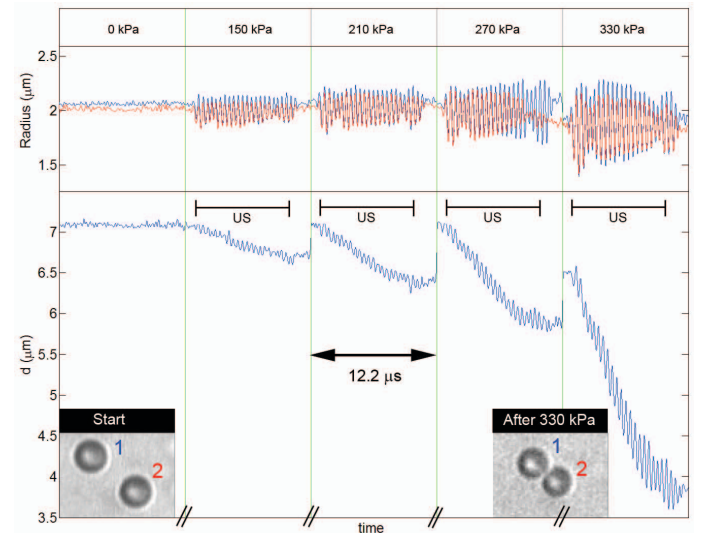 0 kPa 150 kPa 210 kPa 270 kPa 330 kPa
2.5
2
1.5
Radius (μm)
US US US US
7
6.5
6
5.5
5
4.5
4
3.5
d (μm)
12.2 μs
Start
1
2
After 330 kPa
1
2
time